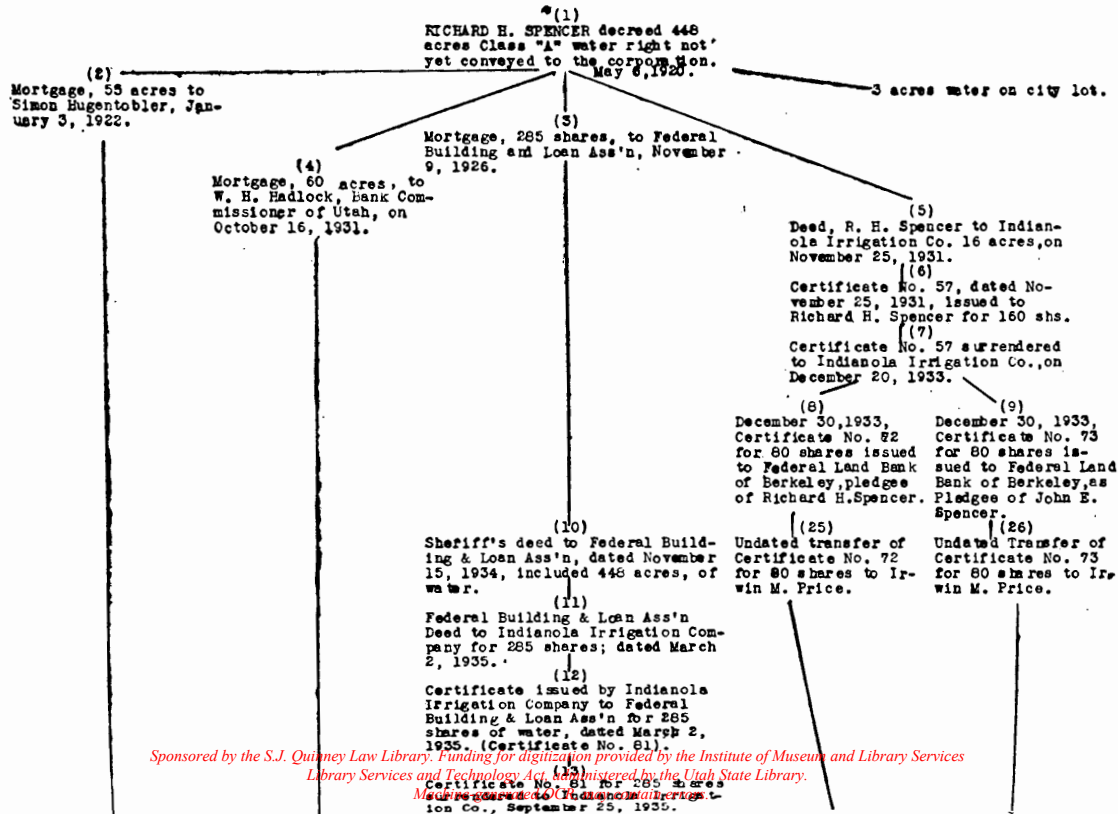 (1)
RICHARD H. SPENCER decreed 448
acres Class "A" water right not
yet conveyed to the corporation.
May 6, 1920.
3 acres water on city lot.
(2)
Mortgage, 55 acres to
Simon Hugentobler, Jan-
uary 3, 1922.
(3)
Mortgage, 285 shares, to Federal
Building and Loan Ass'n, November
9, 1926.
(4)
Mortgage, 60 acres, to
W. H. Hadlock, Bank Com-
missioner of Utah, on
October 16, 1931.
(5)
Deed, R. H. Spencer to Indian-
ola Irrigation Co. 16 acres,on
November 25, 1931.
(6)
Certificate No. 57, dated No-
vember 25, 1931, issued to
Richard H. Spencer for 160 shs.
(7)
Certificate No. 57 surrendered
to Indianola Irrigation Co.,on
December 20, 1933.
(8)
December 30,1933,
Certificate No. 72
for 80 shares issued
to Federal Land Bank
of Berkeley,pledgee
of Richard H.Spencer.
(9)
December 30, 1933,
Certificate No. 73
for 80 shares is-
sued to Federal Land
Bank of Berkeley,as
Pledgee of John E.
Spencer.
(25)
Undated transfer of
Certificate No. 72
for 80 shares to Ir-
win M. Price.
(26)
Undated Transfer of
Certificate No. 73
for 80 shares to Ir-
win M. Price.
(10)
Sheriff's deed to Federal Build-
ing & Loan Ass'n, dated November
15, 1934, included 448 acres, of
water.
(11)
Federal Building & Loan Ass'n
Deed to Indianola Irrigation Com-
pany for 285 shares; dated March
2, 1935.
(12)
Certificate issued by Indianola
Irrigation Company to Federal
Building & Loan Ass'n for 285
shares of water, dated March 2,
1935. (Certificate No. 81).
(13)
Certificate No. 81 for 285 shares
surrendered to Indianola Irrigat-
ion Co., September 25, 1935.
Sponsored by the S.J. Quinney Law Library. Funding for digitization provided by the Institute of Museum and Library Services
Library Services and Technology Act, administered by the Utah State Library.
Machine-generated OCR, may contain errors.